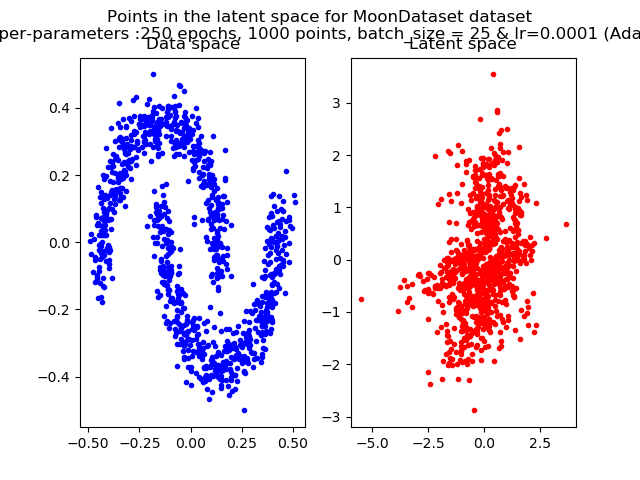 Points in the latent space for MoonDataset dataset
per-parameters :250 epochs, 1000 points, batch_size = 25 & lr=0.0001 (Ada
Data space
Latent space
0.4
0.2
0.0
−0.2
−0.4
−0.50 −0.25 0.00 0.25 0.50
3
2
1
0
−1
−2
−3
−5.0 −2.5 0.0 2.5